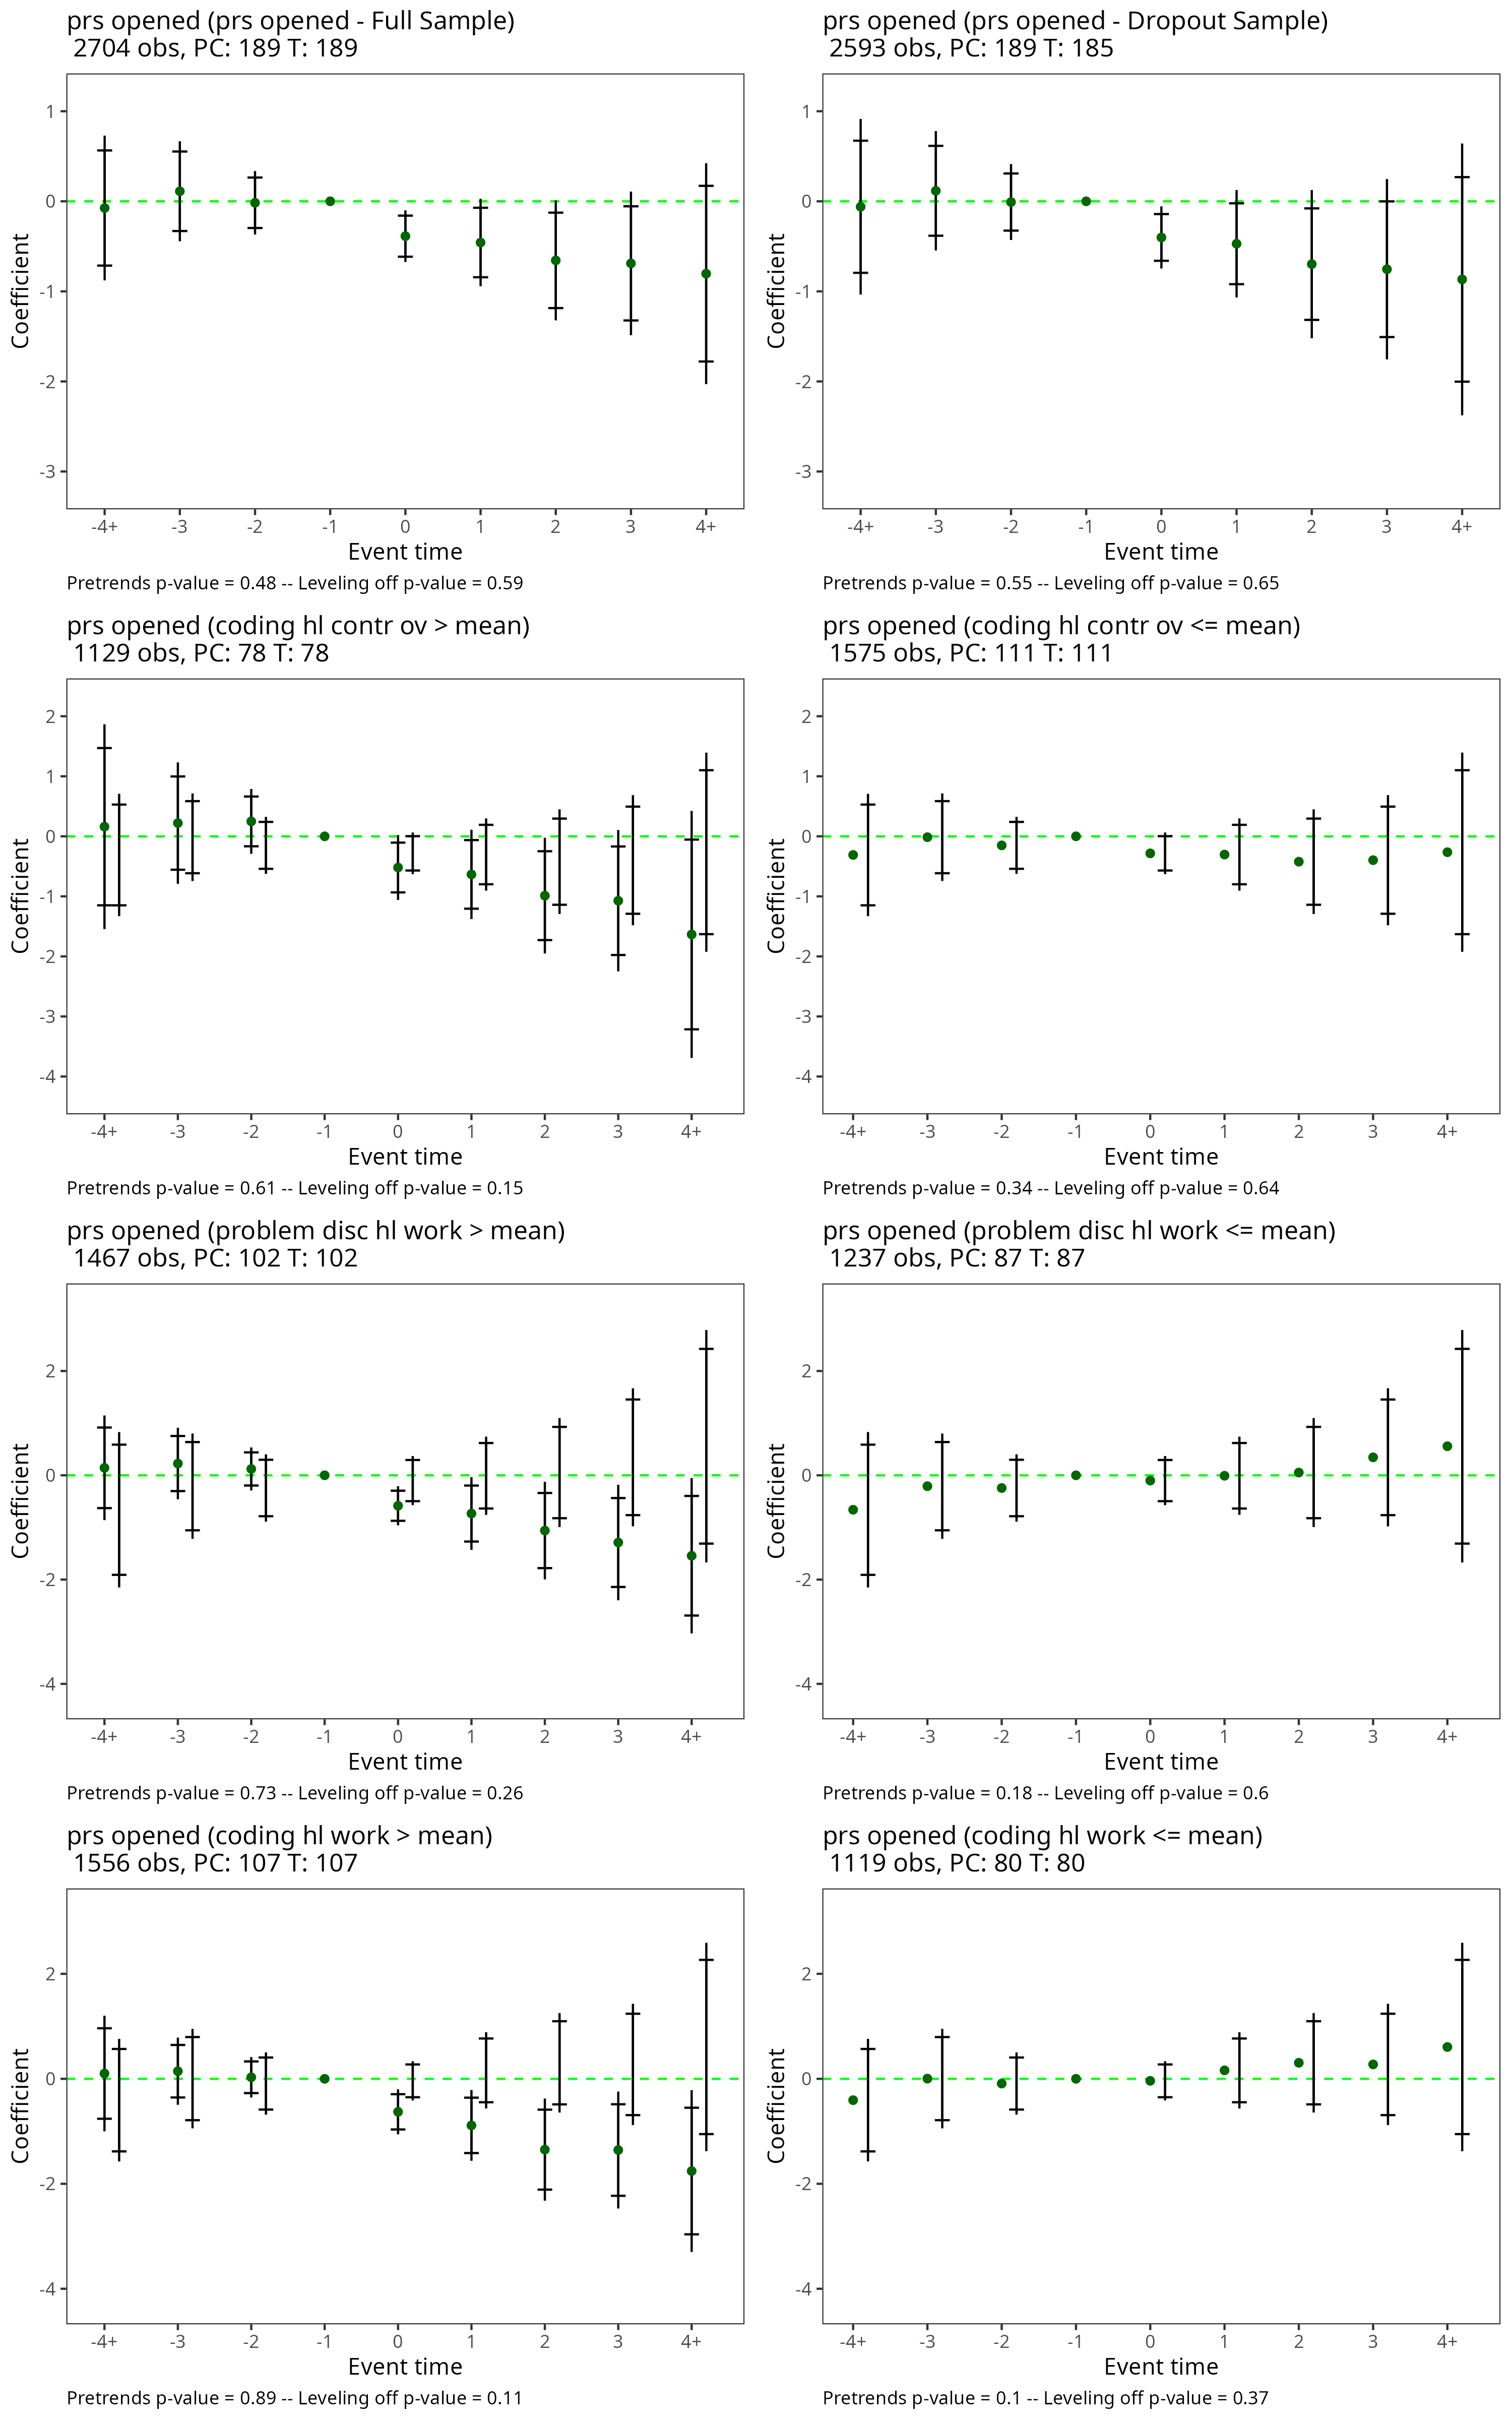 prs opened (prs opened - Full Sample)
2704 obs, PC: 189 T: 189
1
0
-1
-2
-3
Coefficient
-4+ -3 -2 -1 0 1 2 3 4+
Event time
Pretrends p-value = 0.48 -- Leveling off p-value = 0.59
prs opened (prs opened - Dropout Sample)
2593 obs, PC: 189 T: 185
1
0
-1
-2
-3
Coefficient
-4+ -3 -2 -1 0 1 2 3 4+
Event time
Pretrends p-value = 0.55 -- Leveling off p-value = 0.65
prs opened (coding hl contr ov > mean)
1129 obs, PC: 78 T: 78
2
1
0
-1
-2
-3
-4
Coefficient
-4+ -3 -2 -1 0 1 2 3 4+
Event time
Pretrends p-value = 0.61 -- Leveling off p-value = 0.15
prs opened (coding hl contr ov <= mean)
1575 obs, PC: 111 T: 111
2
1
0
-1
-2
-3
-4
Coefficient
-4+ -3 -2 -1 0 1 2 3 4+
Event time
Pretrends p-value = 0.34 -- Leveling off p-value = 0.64
prs opened (problem disc hl work > mean)
1467 obs, PC: 102 T: 102
2
0
-2
-4
Coefficient
-4+ -3 -2 -1 0 1 2 3 4+
Event time
Pretrends p-value = 0.73 -- Leveling off p-value = 0.26
prs opened (problem disc hl work <= mean)
1237 obs, PC: 87 T: 87
2
0
-2
-4
Coefficient
-4+ -3 -2 -1 0 1 2 3 4+
Event time
Pretrends p-value = 0.18 -- Leveling off p-value = 0.6
prs opened (coding hl work > mean)
1556 obs, PC: 107 T: 107
2
0
-2
-4
Coefficient
-4+ -3 -2 -1 0 1 2 3 4+
Event time
Pretrends p-value = 0.89 -- Leveling off p-value = 0.11
prs opened (coding hl work <= mean)
1119 obs, PC: 80 T: 80
2
0
-2
-4
Coefficient
-4+ -3 -2 -1 0 1 2 3 4+
Event time
Pretrends p-value = 0.1 -- Leveling off p-value = 0.37